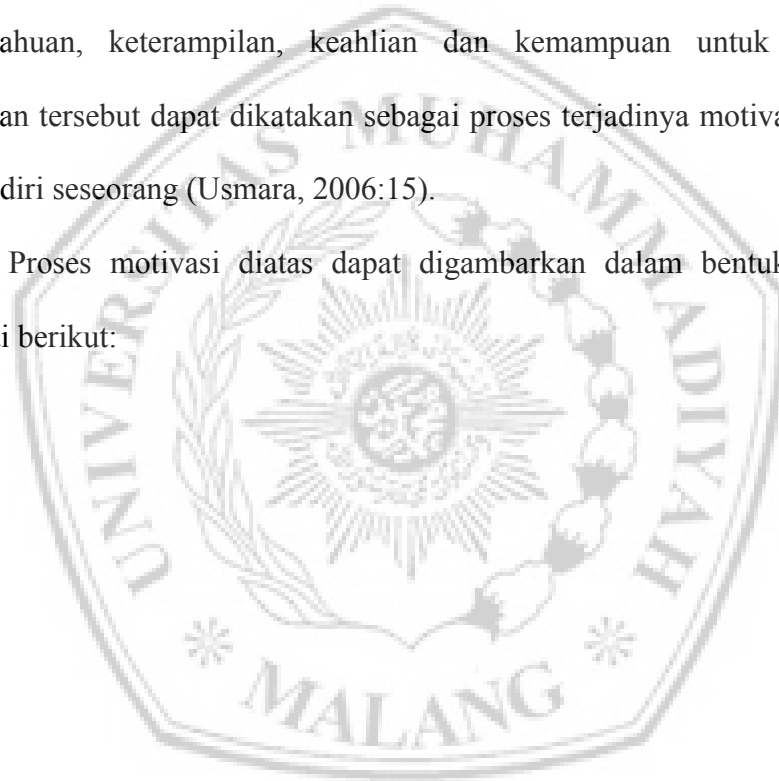 ahuan, keterampilan, keahlian dan kemampuan untuk
an tersebut dapat dikatakan sebagai proses terjadinya motiva
diri seseorang (Usmara, 2006:15).
Proses motivasi diatas dapat digambarkan dalam bentuk
i berikut:
UNIVERSITAS MUHAMMADIYAH
MALANG